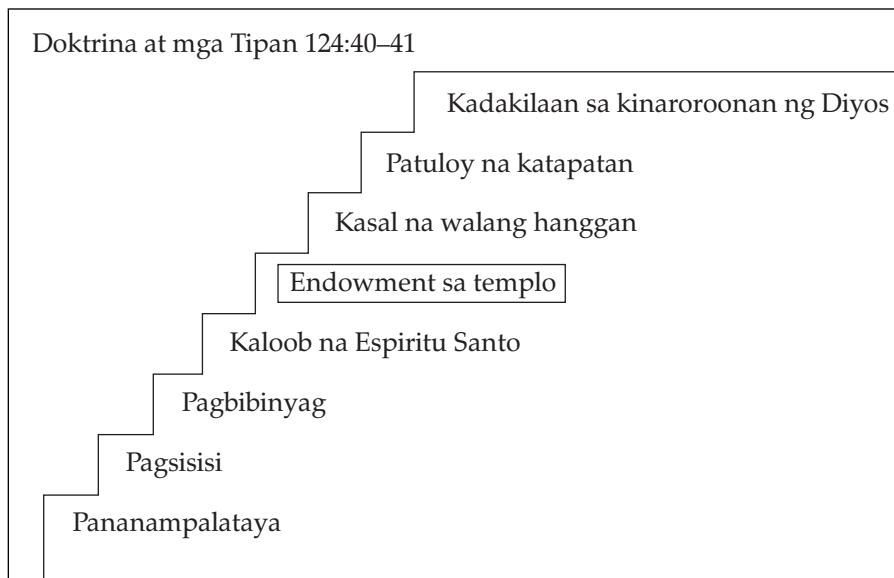 Doktrina at mga Tipan 124:40–41
Kadakilaan sa kinaroroonan ng Diyos
Patuloy na katapatan
Kasal na walang hanggan
Endowment sa templo
Kaloob na Espiritu Santo
Pagbibinyag
Pagsisisi
Pananampalataya